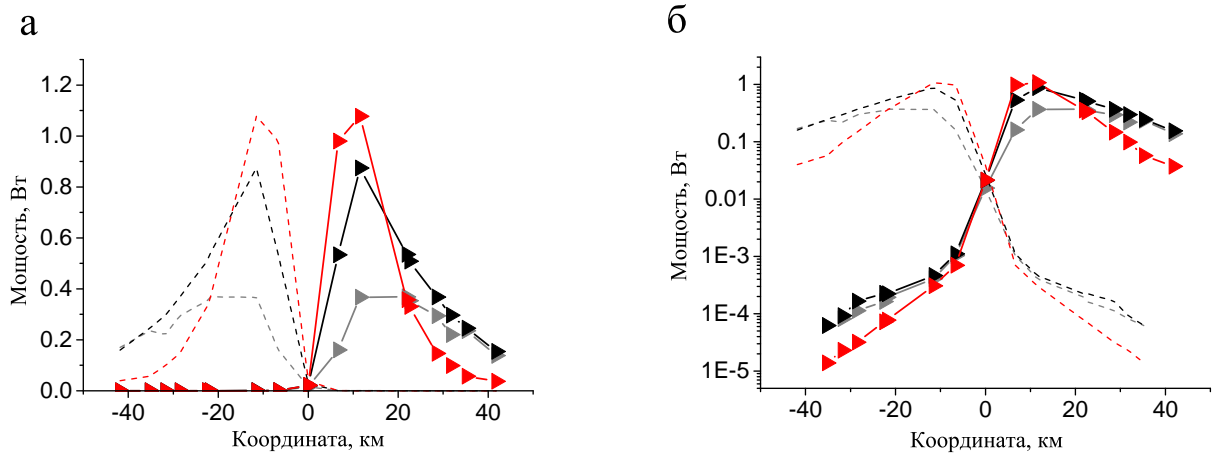 а
б
Мощность, Вт
1.2
1.0
0.8
0.6
0.4
0.2
0.0
-40
-20
0
20
40
Координата, км
Мощность, Вт
1
0.1
0.01
1E-3
1E-4
1E-5
-40
-20
0
20
40
Координата, км